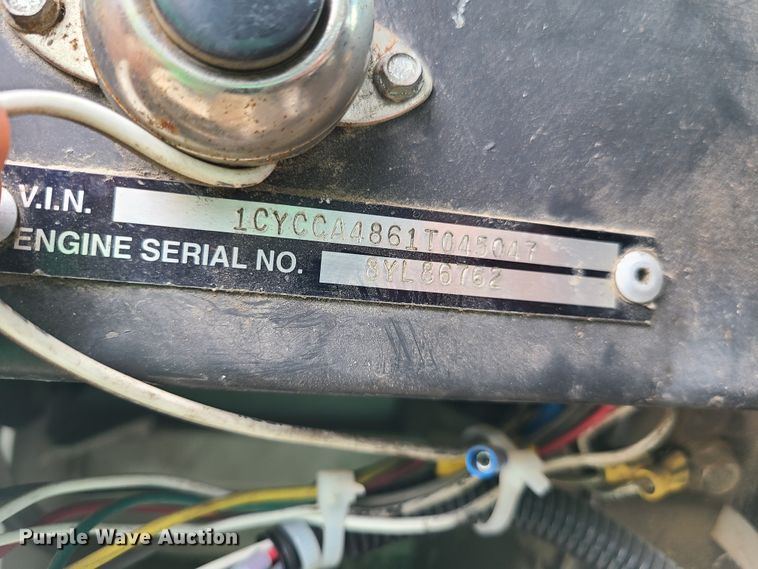 V.I.N. 1CYCCA4861T045047
ENGINE SERIAL NO. 8YL86762
Purple Wave Auction